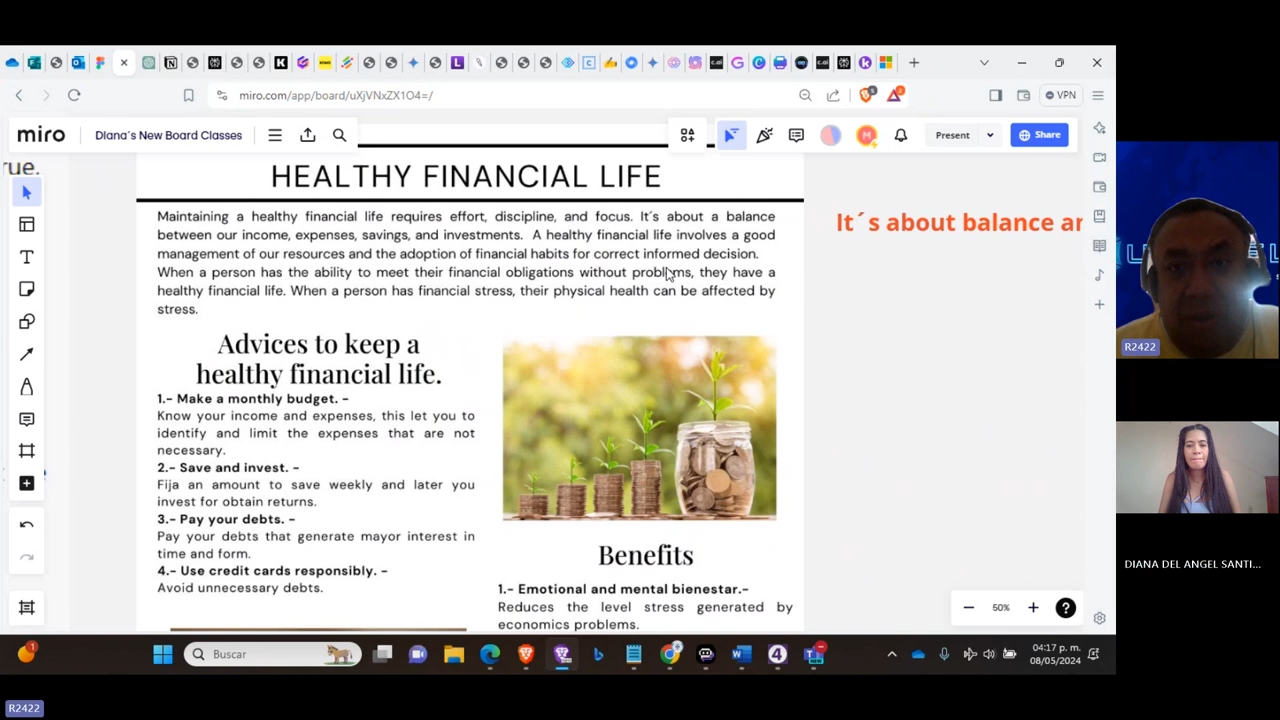 miro.com/app/board/uXjVNxZX1O4=/
VPN
miro
DIana´s New Board Classes
Present
Share
rue.
HEALTHY FINANCIAL LIFE
Maintaining a healthy financial life requires effort, discipline, and focus. It´s about a balance
between our income, expenses, savings, and investments. A healthy financial life involves a good
management of our resources and the adoption of financial habits for correct informed decision.
When a person has the ability to meet their financial obligations without problems, they have a
healthy financial life. When a person has financial stress, their physical health can be affected by
stress.
It´s about balance an
Advices to keep a
healthy financial life.
1.- Make a monthly budget. -
Know your income and expenses, this let you to
identify and limit the expenses that are not
necessary.
2.- Save and invest. -
Fija an amount to save weekly and later you
invest for obtain returns.
3.- Pay your debts. -
Pay your debts that generate mayor interest in
time and form.
4.- Use credit cards responsibly. -
Avoid unnecessary debts.
Benefits
1.- Emotional and mental bienestar.-
Reduces the level stress generated by
economics problems.
50%
R2422
DIANA DEL ANGEL SANTI...
Buscar
04:17 p. m.
08/05/2024
R2422